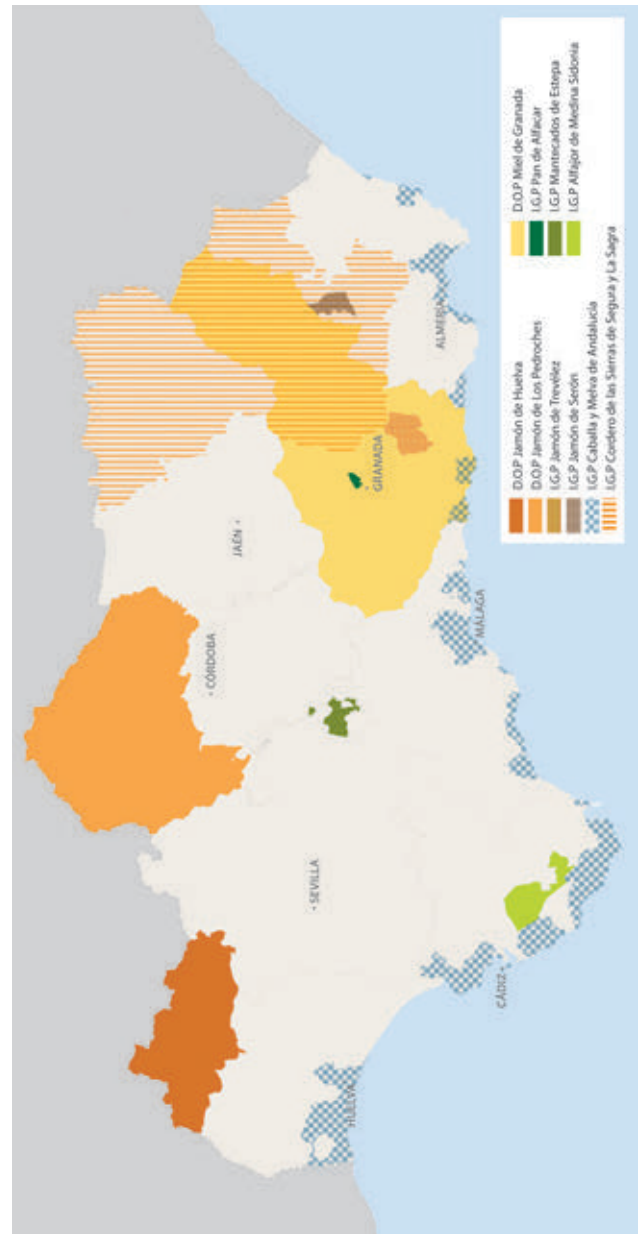 JAÉN
CÓRDOBA
SEVILLA
HUELVA
CÁDIZ
MÁLAGA
GRANADA
ALMERÍA
D.O.P Jamón de Huelva
D.O.P Jamón de Los Pedroches
I.G.P Jamón de Trevélez
I.G.P Jamón de Serón
I.G.P Caballa y Melva de Andalucía
I.G.P Cordero de las Sierras de Segura y La Sagra
D.O.P Miel de Granada
I.G.P Pan de Alfacar
I.G.P Mantecados de Estepa
I.G.P Alfajor de Medina Sidonia